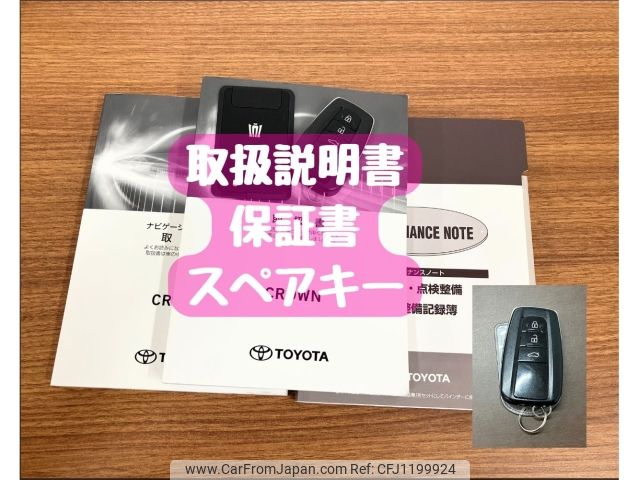 取扱説明書
保証書
スペアキー
ナビゲーシ
取
CR
CROWN
TOYOTA
NANCE NOTE
ナンスノート
・点検整備
整備記録簿
TOYOTA
www.CarFromJapan.com Ref:CFJ1199924